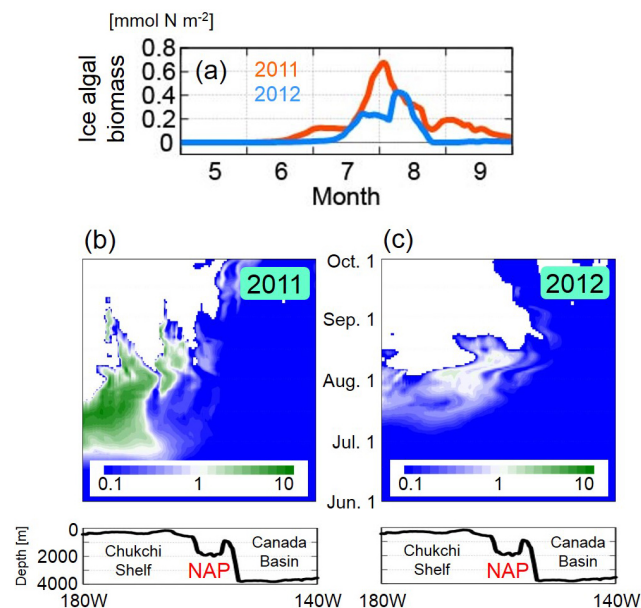 [mmol N m-2]
Ice algal
biomass
0.8
0.6
0.4
0.2
0
(a)
2011
2012
5 6 7 8 9
Month
(b)
2011
0.1 1 10
(c)
2012
Oct. 1
Sep. 1
Aug. 1
Jul. 1
Jun. 1
0.1 1 10
Depth [m]
0
2000
4000
Chukchi
Shelf
NAP
Canada
Basin
180W 140W
Chukchi
Shelf
NAP
Canada
Basin
180W 140W